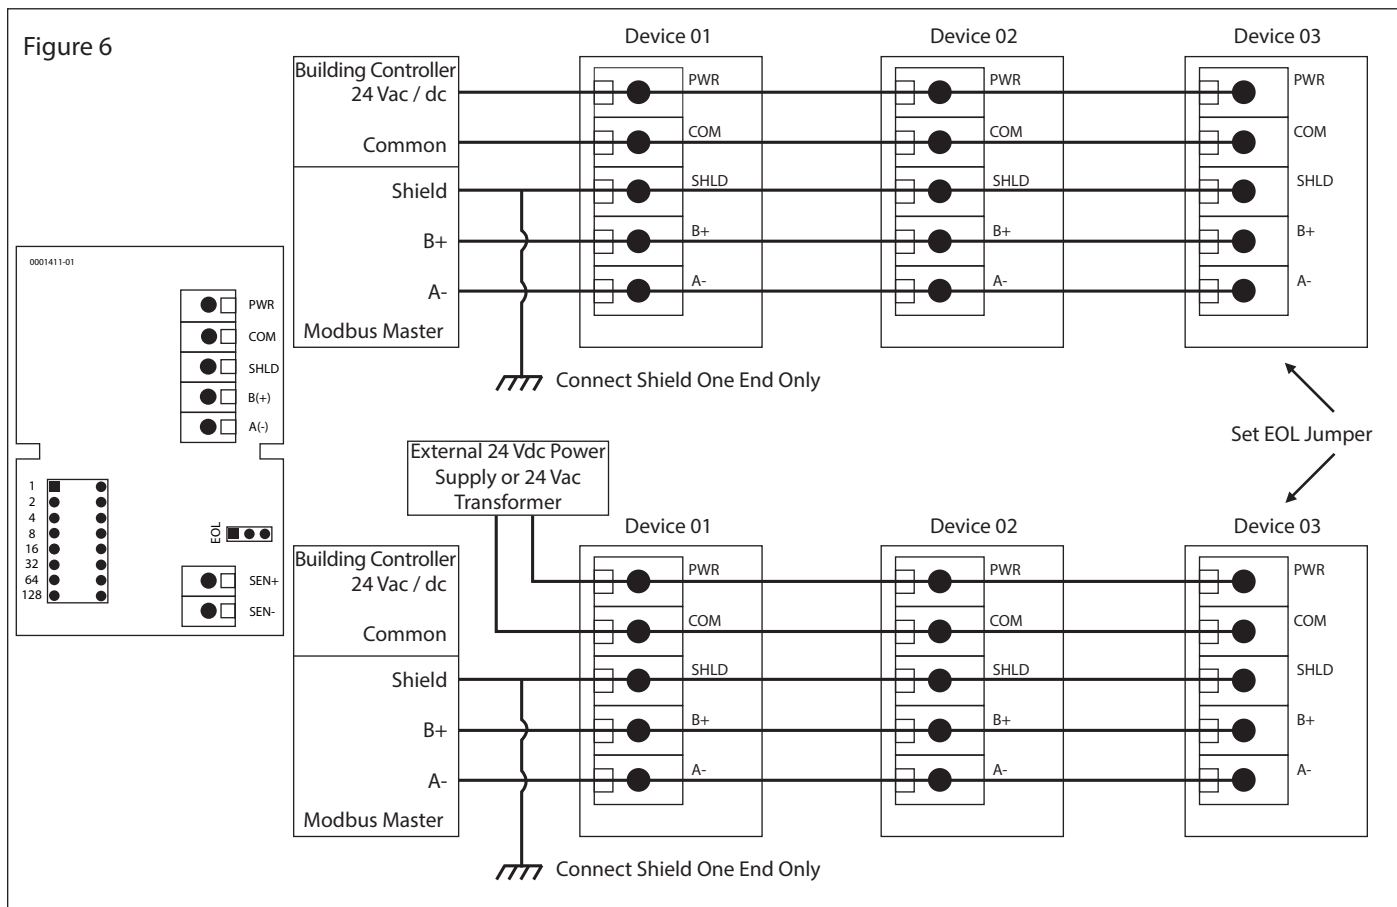 Figure 6
Device 01
Device 02
Device 03
Building Controller
24 Vac / dc
Common
Shield
B+
A-
Modbus Master
PWR
COM
SHLD
B+
A-
PWR
COM
SHLD
B+
A-
PWR
COM
SHLD
B+
A-
Connect Shield One End Only
Set EOL Jumper
0001411-01
PWR
COM
SHLD
B(+)
A(-)
1
2
4
8
16
32
64
128
EOL
SEN+
SEN-
External 24 Vdc Power
Supply or 24 Vac
Transformer
Device 01
Device 02
Device 03
Building Controller
24 Vac / dc
Common
Shield
B+
A-
Modbus Master
PWR
COM
SHLD
B+
A-
PWR
COM
SHLD
B+
A-
PWR
COM
SHLD
B+
A-
Connect Shield One End Only